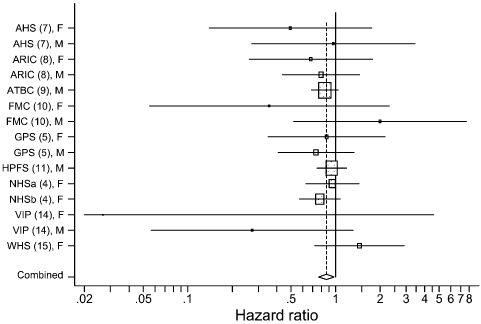 AHS (7), F
AHS (7), M
ARIC (8), F
ARIC (8), M
ATBC (9), M
FMC (10), F
FMC (10), M
GPS (5), F
GPS (5), M
HPFS (11), M
NHSa (4), F
NHSb (4), F
VIP (14), F
VIP (14), M
WHS (15), F
Combined
.02 .05 .1 .5 1 2 3 4 5 6 7 8
Hazard ratio